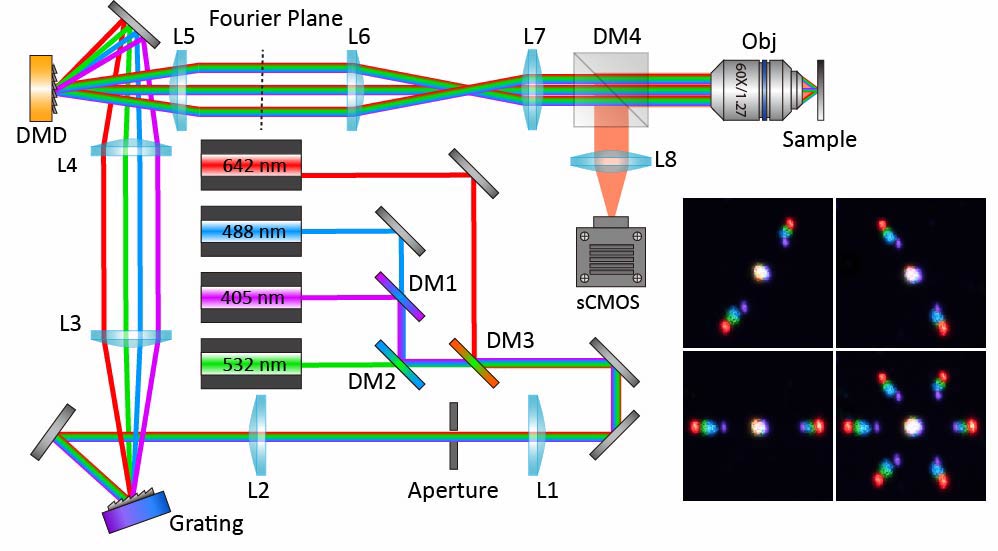 Fourier Plane
L5
L6
L7
DM4
Obj
60X/1.27
DMD
Sample
L4
L8
642 nm
488 nm
sCMOS
405 nm
DM1
L3
532 nm
DM2
DM3
L2
Aperture
L1
Grating